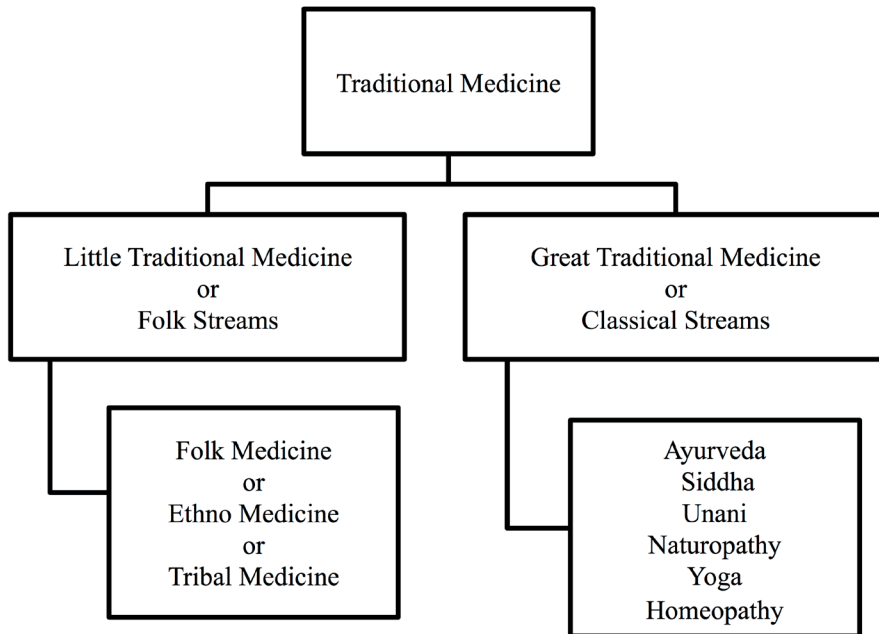 Traditional Medicine
Little Traditional Medicine
or
Folk Streams
Great Traditional Medicine
or
Classical Streams
Folk Medicine
or
Ethno Medicine
or
Tribal Medicine
Ayurveda
Siddha
Unani
Naturopathy
Yoga
Homeopathy